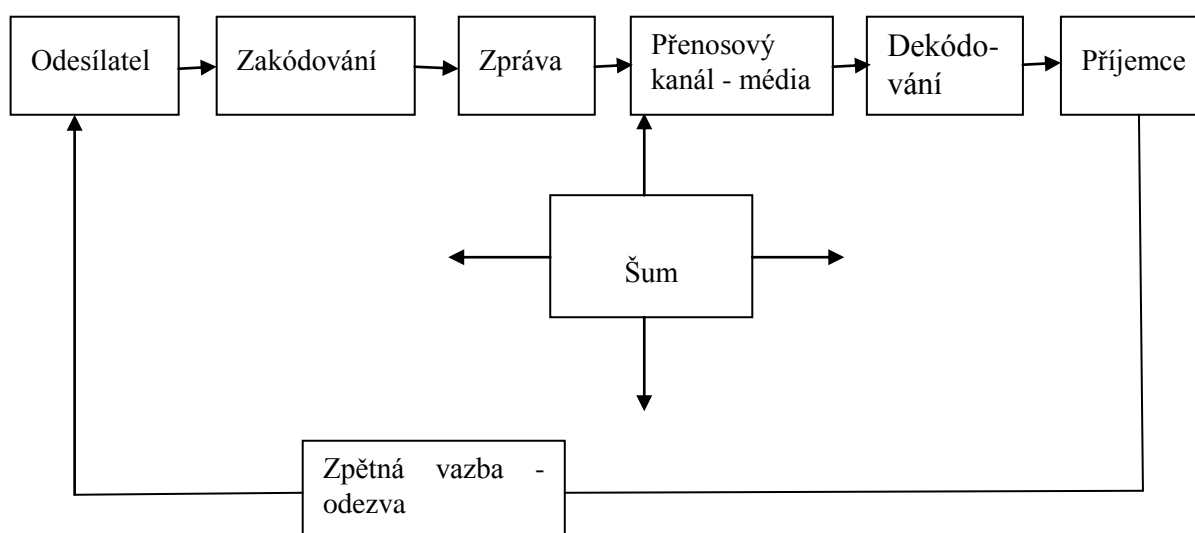 Odesílatel
Zakódování
Zpráva
Přenosový
kanál - média
Dekódo-
vání
Příjemce
Šum
Zpětná vazba -
odezva